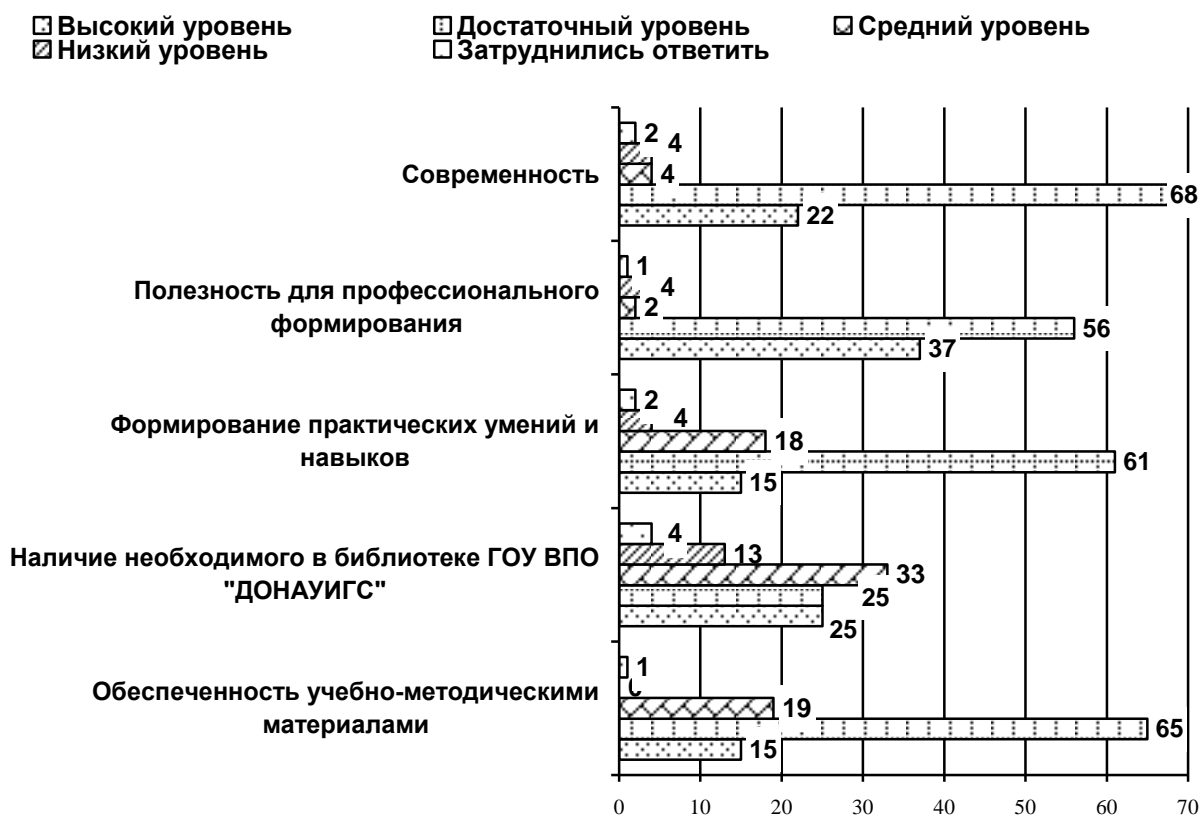 Высокий уровень Достаточный уровень Средний уровень
Низкий уровень Затруднились ответить
2
4
Современность
4
68
22
1
Полезность для профессионального
4
формирования
2
56
37
2
Формирование практических умений и
4
навыков
18
61
15
4
Наличие необходимого в библиотеке ГОУ ВПО
13
"ДОНАУИГС"
33
25
25
1
Обеспеченность учебно-методическими
материалами
19
65
15
0 10 20 30 40 50 60 70